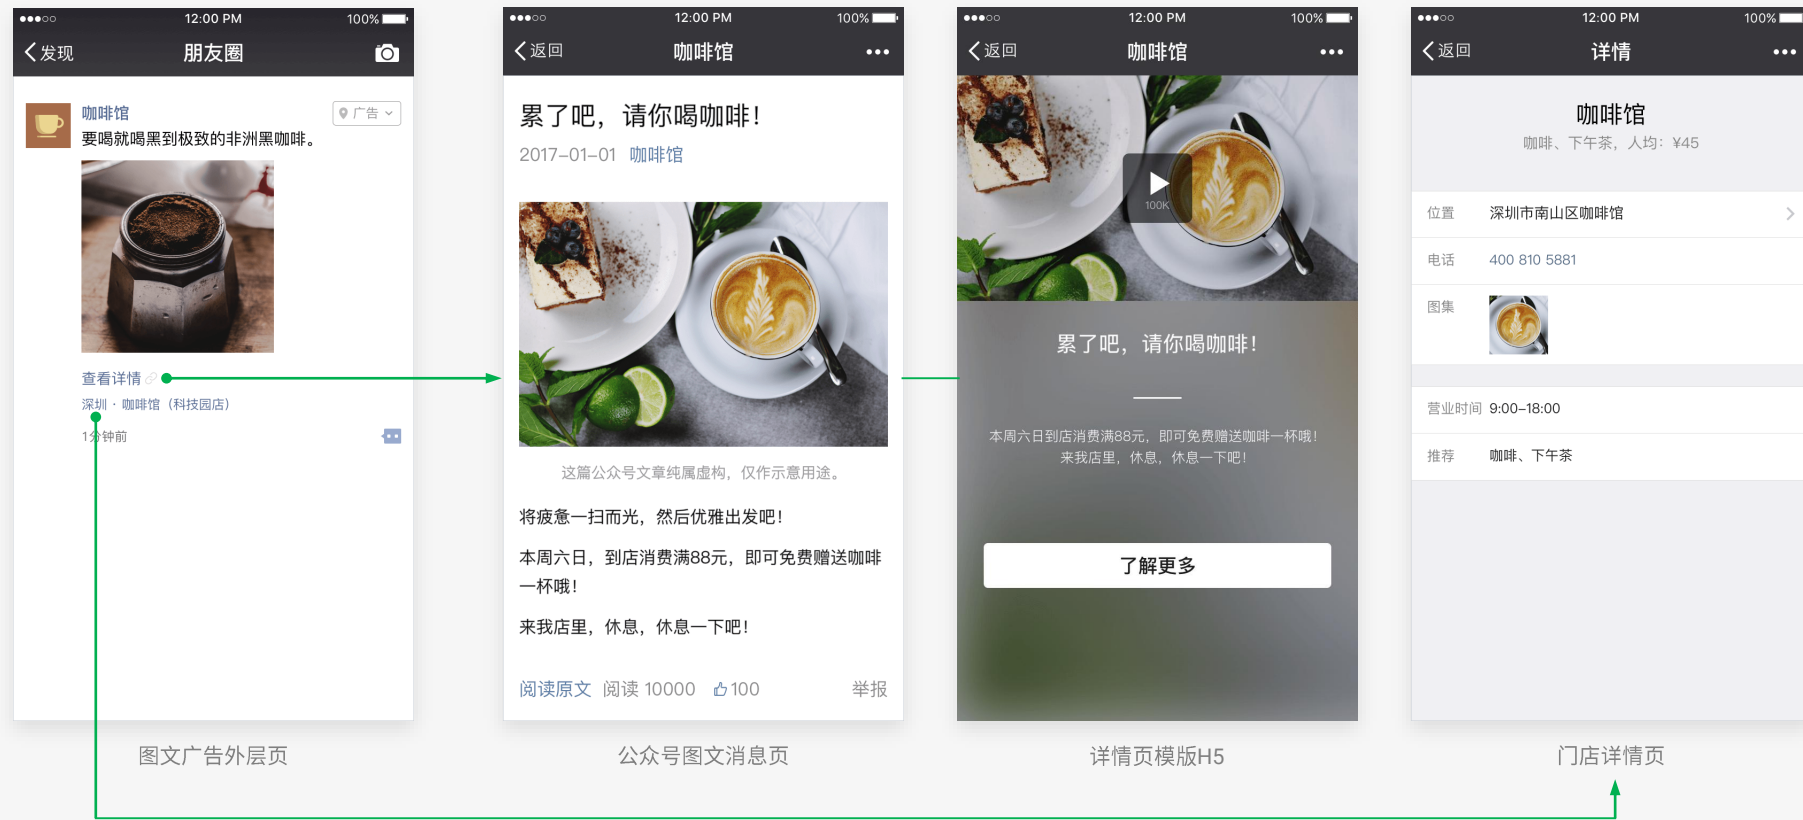 12:00 PM
100%
发现
朋友圈
咖啡馆
广告
要喝就喝黑到极致的非洲黑咖啡。
查看详情
深圳 · 咖啡馆（科技园店）
1分钟前
图文广告外层页
12:00 PM
100%
返回
咖啡馆
累了吧，请你喝咖啡！
2017-01-01 咖啡馆
这篇公众号文章纯属虚构，仅作示意用途。
将疲惫一扫而光，然后优雅出发吧！
本周六日，到店消费满88元，即可免费赠送咖啡
一杯哦！
来我店里，休息，休息一下吧！
阅读原文 阅读 10000 100 举报
公众号图文消息页
12:00 PM
100%
返回
咖啡馆
100K
累了吧，请你喝咖啡！
本周六日到店消费满88元，即可免费赠送咖啡一杯哦！
来我店里，休息，休息一下吧！
了解更多
详情页模版H5
12:00 PM
100%
返回
详情
咖啡馆
咖啡、下午茶，人均：¥45
位置 深圳市南山区咖啡馆
电话 400 810 5881
图集
营业时间 9:00-18:00
推荐 咖啡、下午茶
门店详情页